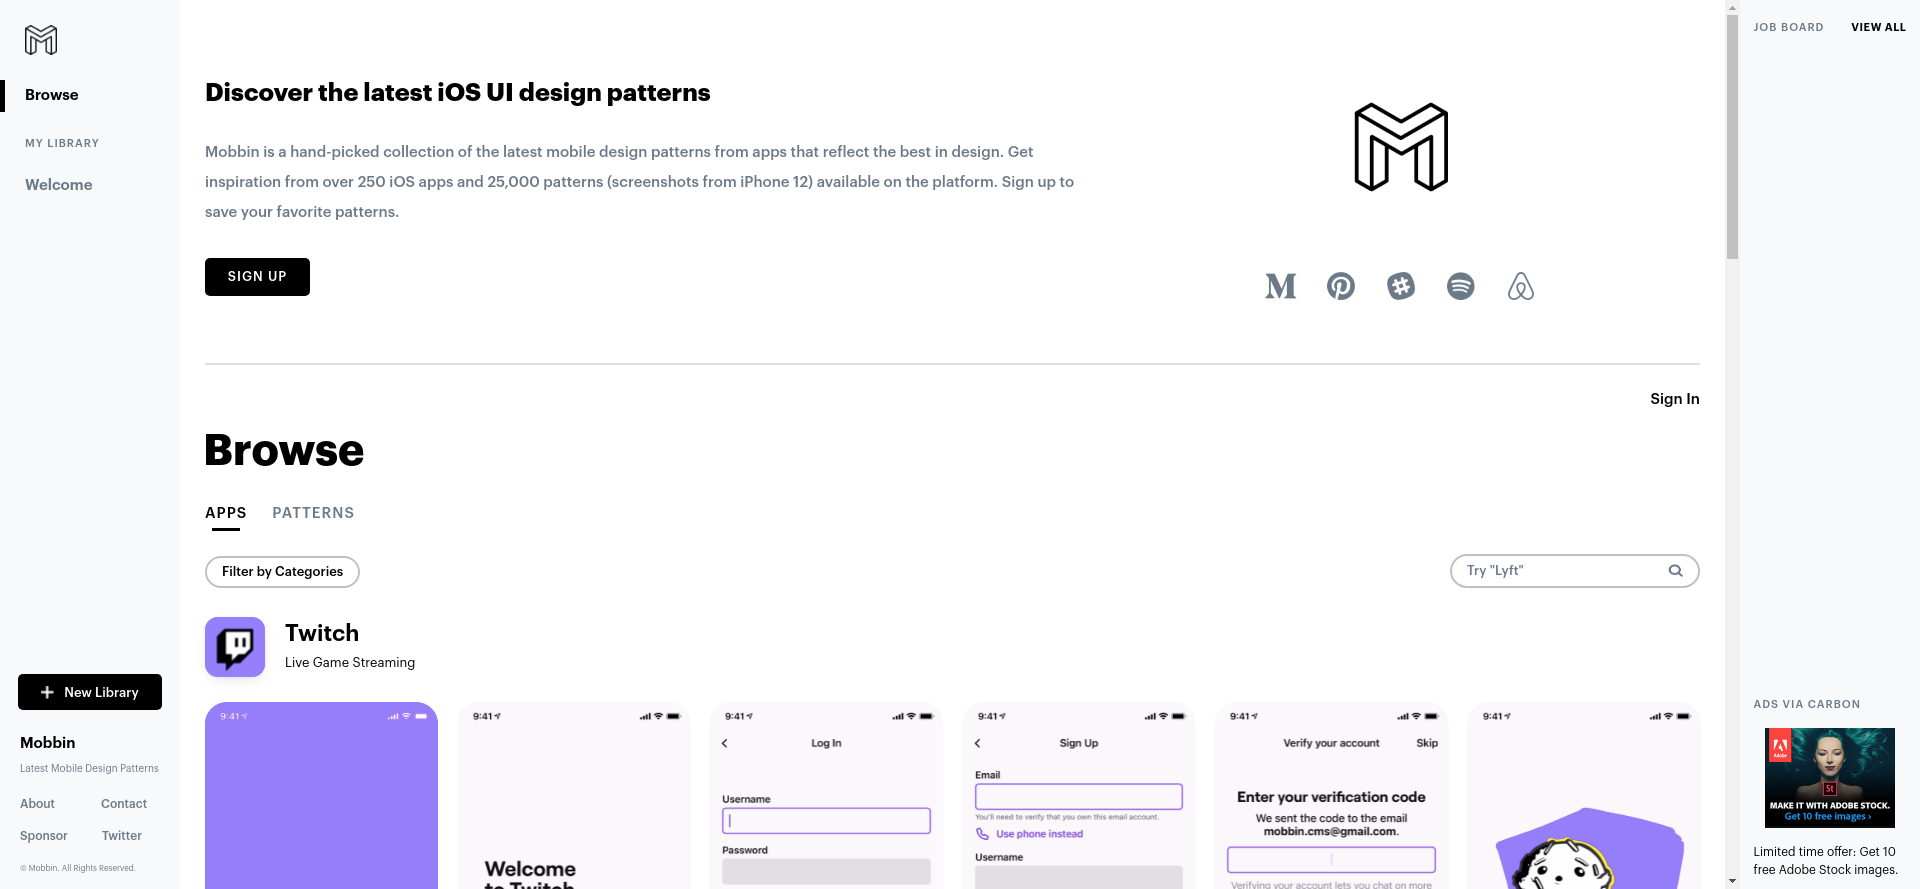 Browse
MY LIBRARY
Welcome
New Library
Mobbin
Latest Mobile Design Patterns
About
Contact
Sponsor
Twitter
© Mobbin. All Rights Reserved.
Discover the latest iOS UI design patterns
Mobbin is a hand-picked collection of the latest mobile design patterns from apps that reflect the best in design. Get
inspiration from over 250 iOS apps and 25,000 patterns (screenshots from iPhone 12) available on the platform. Sign up to
save your favorite patterns.
SIGN UP
Sign In
Browse
APPS
PATTERNS
Filter by Categories
Try "Lyft"
Twitch
Live Game Streaming
9:41
9:41
Welcome
to Twitch
9:41
Log In
Username
Password
9:41
Sign Up
Email
You'll need to verify that you own this email account.
Use phone instead
Username
9:41
Verify your account
Skip
Enter your verification code
We sent the code to the email
mobbin.cms@gmail.com.
Verifying your account lets you chat on more
9:41
JOB BOARD
VIEW ALL
ADS VIA CARBON
Adobe
St
MAKE IT WITH ADOBE STOCK.
Get 10 free images ›
Limited time offer: Get 10
free Adobe Stock images.